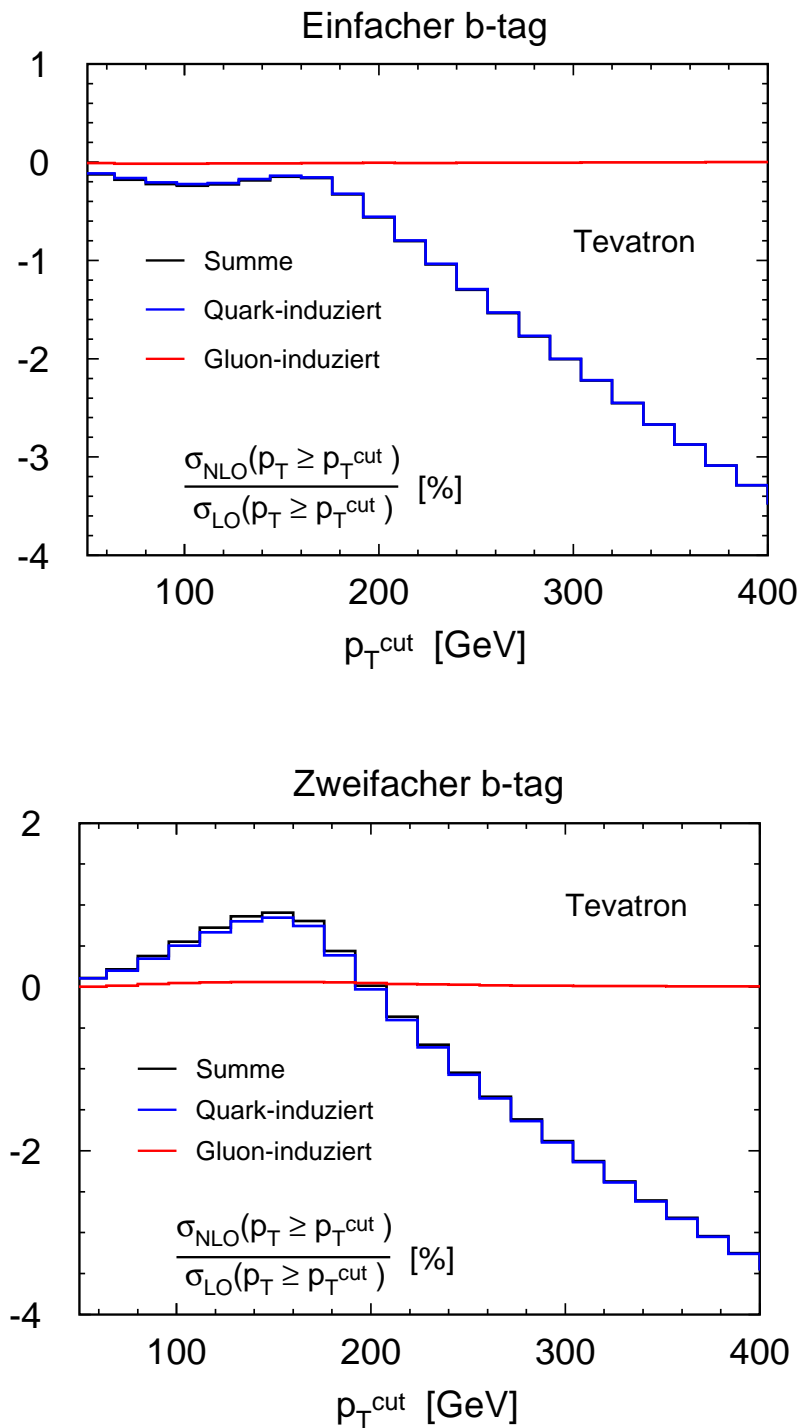 Einfacher b-tag
1
0
-1
-2
-3
-4
Tevatron
Summe
Quark-induziert
Gluon-induziert
σNLO(pT ≥ pTcut)
σLO(pT ≥ pTcut) [%]
100 200 300 400
pTcut [GeV]
Zweifacher b-tag
2
0
-2
-4
Tevatron
Summe
Quark-induziert
Gluon-induziert
σNLO(pT ≥ pTcut)
σLO(pT ≥ pTcut) [%]
100 200 300 400
pTcut [GeV]